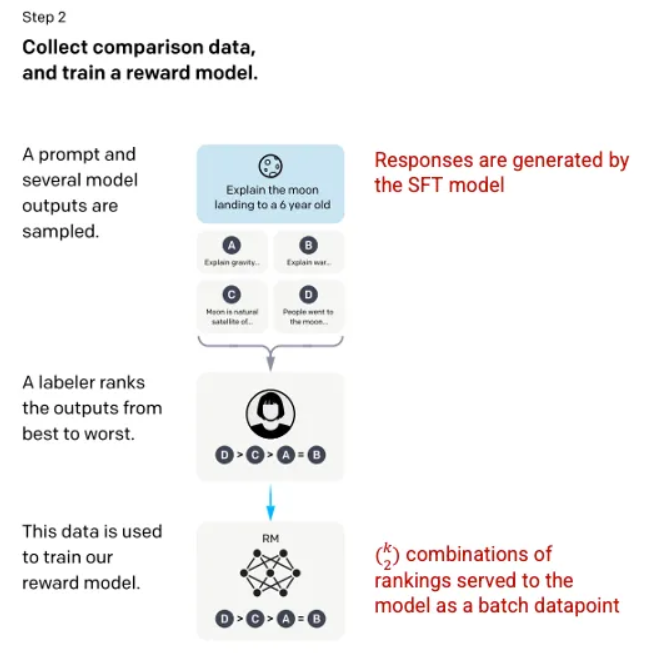 Step 2
Collect comparison data,
and train a reward model.
A prompt and
several model
outputs are
sampled.
Explain the moon
landing to a 6 year old
Responses are generated by
the SFT model
A
Explain gravity...
B
Explain war...
C
Moon is natural
satellite of...
D
People went to
the moon...
A labeler ranks
the outputs from
best to worst.
D > C > A = B
This data is used
to train our
reward model.
RM
D > C > A = B
(k 2) combinations of
rankings served to the
model as a batch datapoint